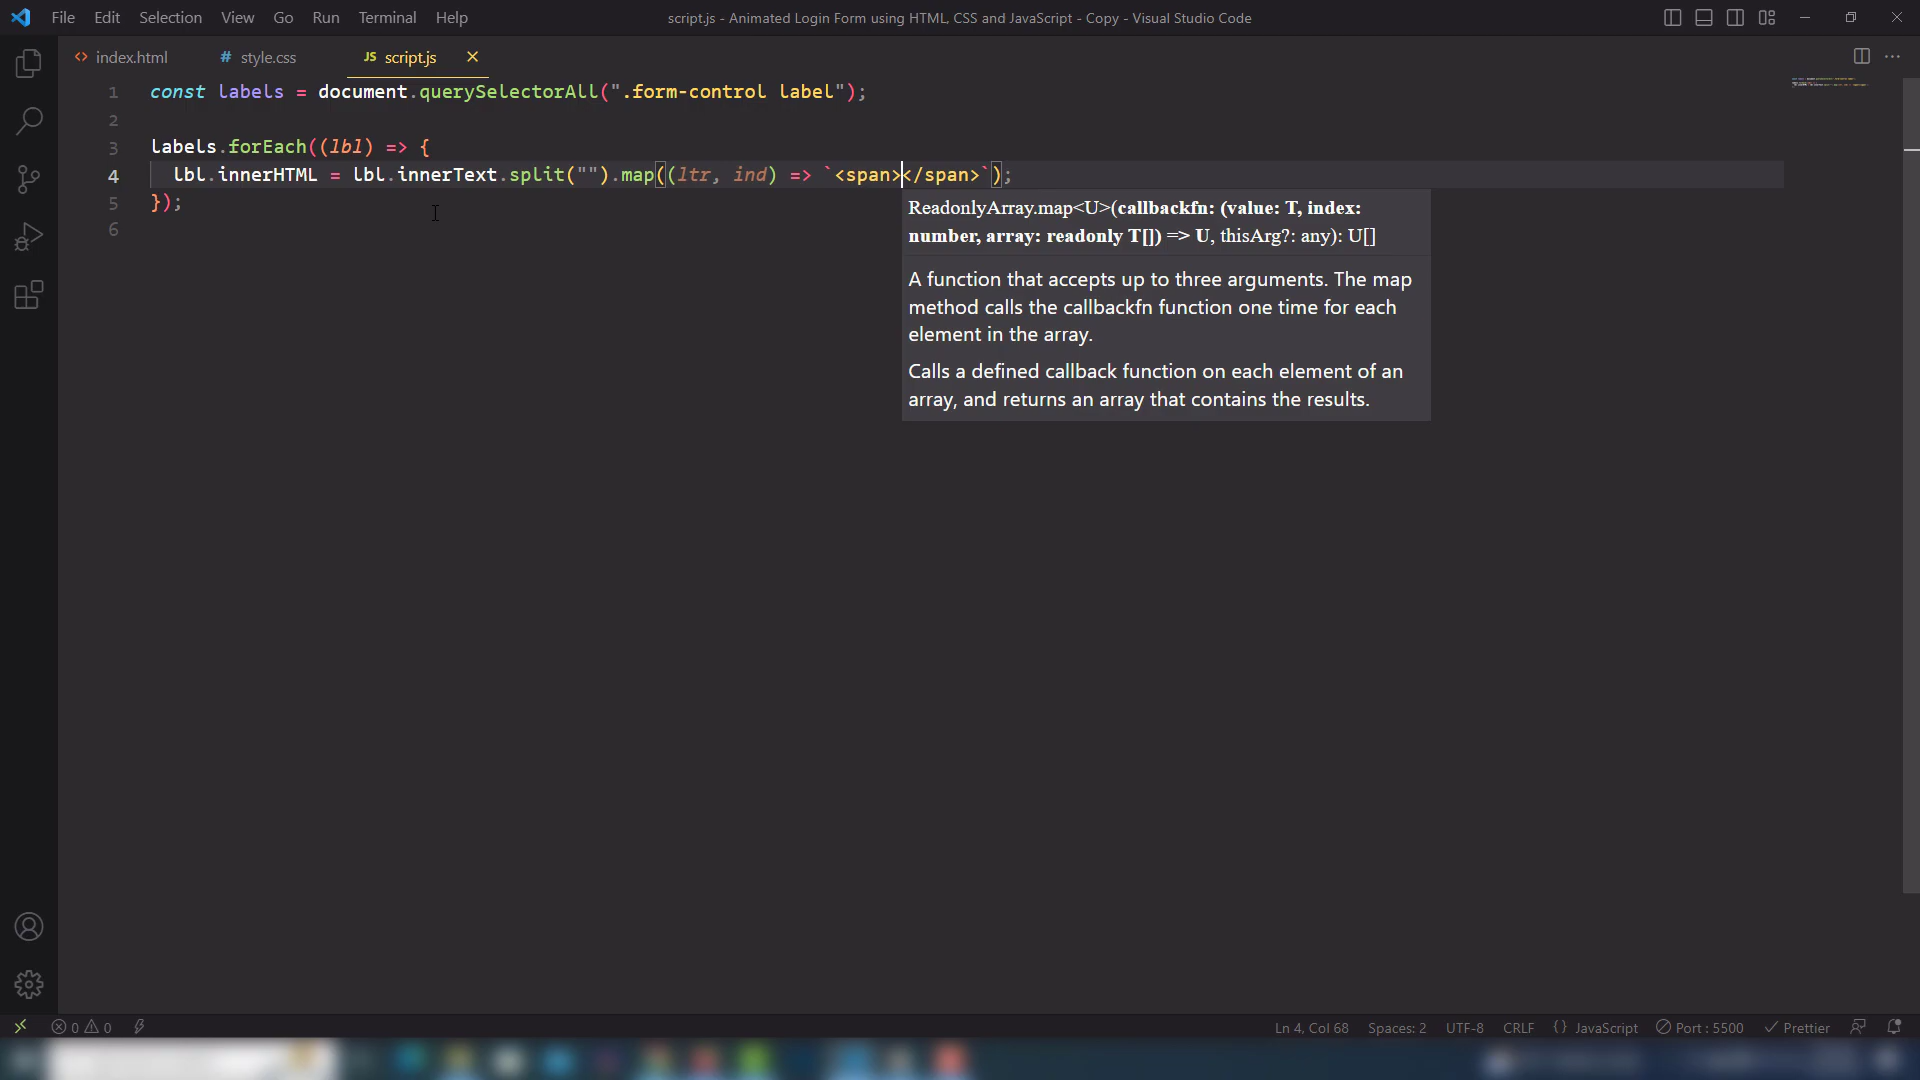 File Edit Selection View Go Run Terminal Help
script.js - Animated Login Form using HTML, CSS and JavaScript - Copy - Visual Studio Code
index.html
style.css
JS script.js
1 const labels = document.querySelectorAll(".form-control label");
2
3 labels.forEach((lbl) => {
4 lbl.innerHTML = lbl.innerText.split("").map((ltr, ind) => `<span></span>`);
5 });
6
ReadonlyArray.map<U>(callbackfn: (value: T, index:
number, array: readonly T[]) => U, thisArg?: any): U[]
A function that accepts up to three arguments. The map
method calls the callbackfn function one time for each
element in the array.
Calls a defined callback function on each element of an
array, and returns an array that contains the results.
0 0
Ln 4, Col 68 Spaces: 2 UTF-8 CRLF {} JavaScript Port : 5500 Prettier